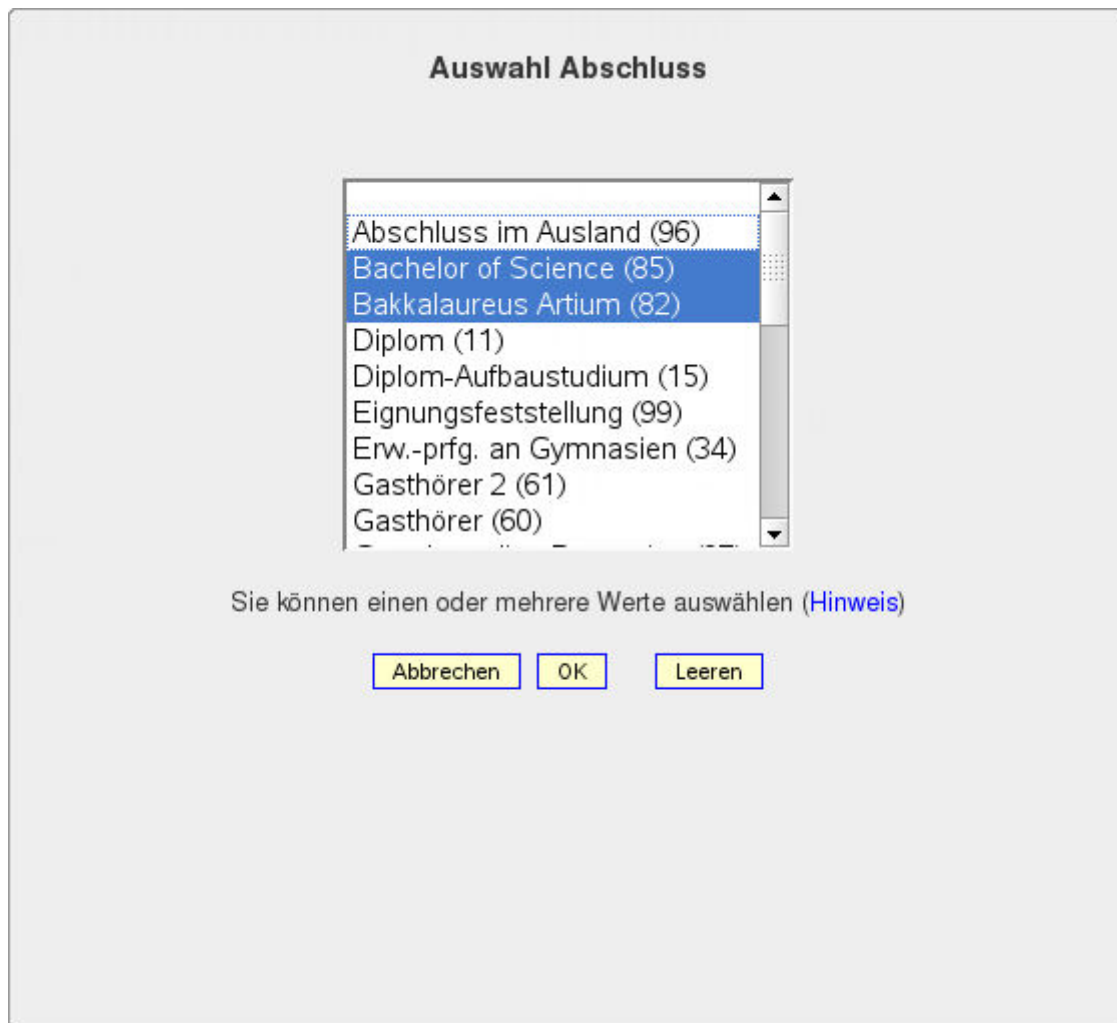 Auswahl Abschluss
Abschluss im Ausland (96)
Bachelor of Science (85)
Bakkalaureus Artium (82)
Diplom (11)
Diplom-Aufbaustudium (15)
Eignungsfeststellung (99)
Erw.-prfg. an Gymnasien (34)
Gasthörer 2 (61)
Gasthörer (60)
Sie können einen oder mehrere Werte auswählen (Hinweis)
Abbrechen OK Leeren